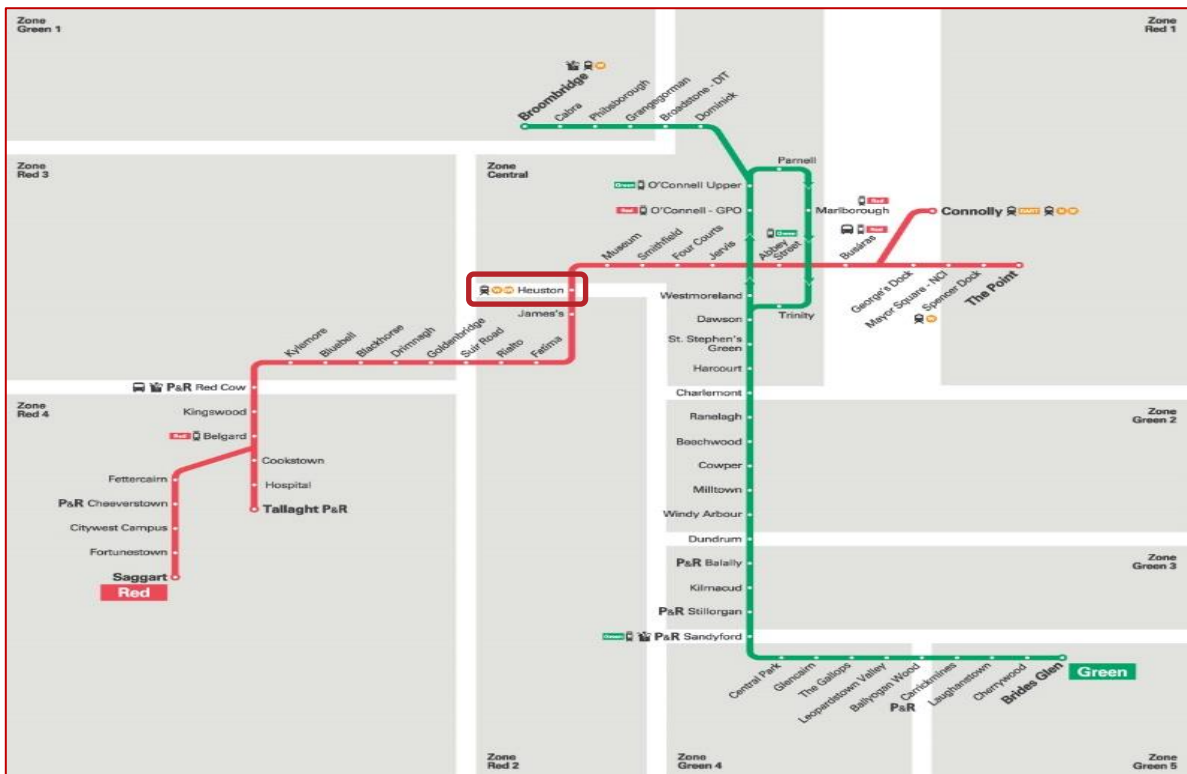 Zone
Green 1
Zone
Red 1
Broombridge
Cabra
Phibsborough
Grangegorman
Broadstone - DIT
Dominick
Zone
Red 3
Zone
Central
Parnell
Green O'Connell Upper
Red O'Connell - GPO
Marlborough
Red
Connolly DART
Green
Red
Museum
Smithfield
Four Courts
Jervis
Abbey
Street
Busáras
George's Dock
Mayor Square - NCI
Spencer Dock
The Point
Heuston
James's
Westmoreland
Trinity
Dawson
St. Stephen's
Green
Harcourt
Kylemore
Bluebell
Blackhorse
Drimnagh
Goldenbridge
Suir Road
Rialto
Fatima
P&R Red Cow
Charlemont
Zone
Red 4
Kingswood
Red Belgard
Cookstown
Hospital
Tallaght P&R
Fettercairn
P&R Cheeverstown
Citywest Campus
Fortunestown
Saggart
Red
Ranelagh
Zone
Green 2
Beechwood
Cowper
Milltown
Windy Arbour
Dundrum
P&R Balally
Zone
Green 3
Kilmacud
P&R Stillorgan
Green P&R Sandyford
Central Park
Glencairn
The Gallops
Leopardstown Valley
Ballyogan Wood
Carrickmines
P&R
Laughanstown
Cherrywood
Brides Glen
Green
Zone
Red 2
Zone
Green 4
Zone
Green 5